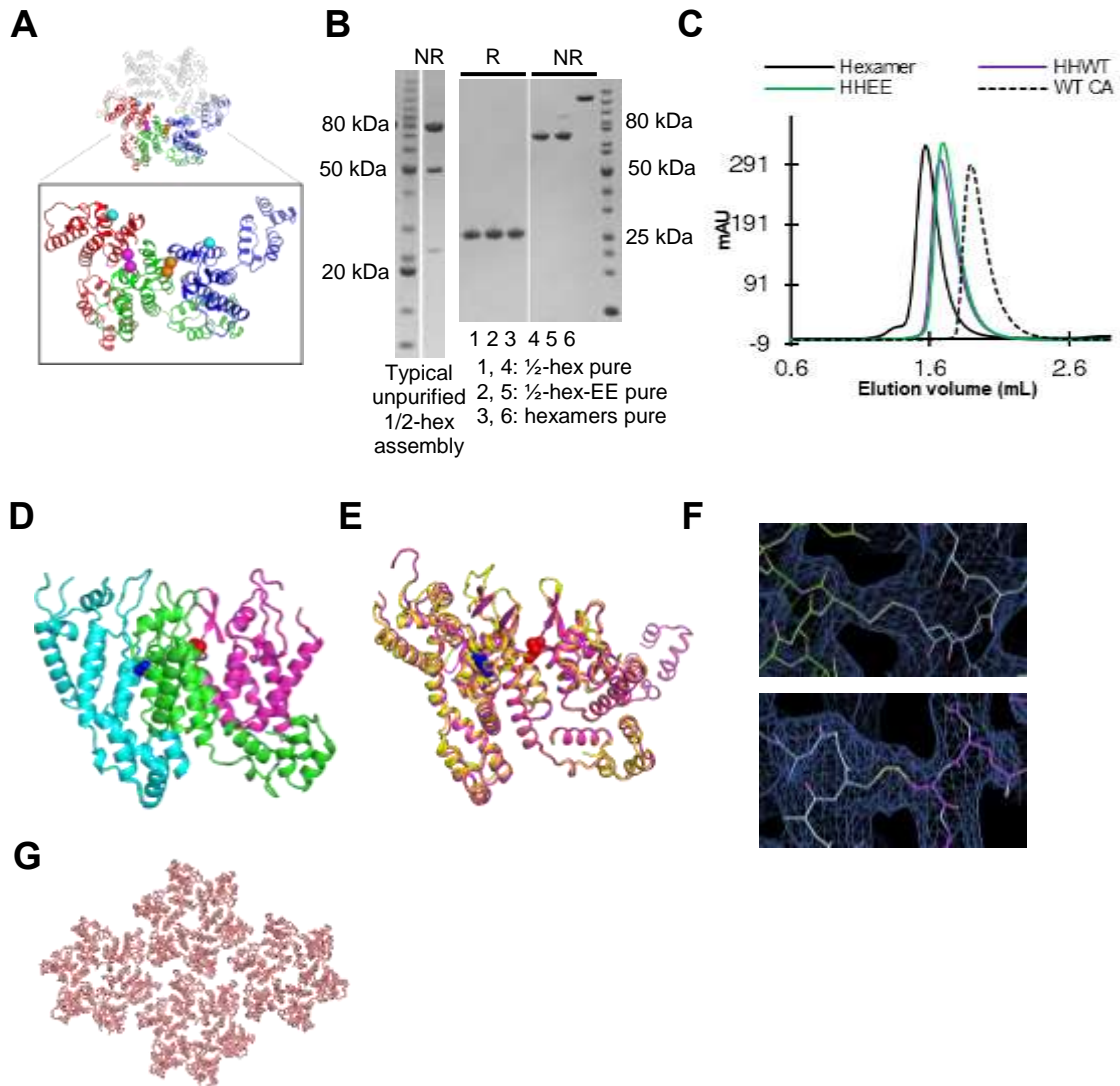 A
B
NR
R
NR
80 kDa
50 kDa
20 kDa
80 kDa
50 kDa
25 kDa
1 2 3 4 5 6
Typical
unpurified
1/2-hex
assembly
1, 4: ½-hex pure
2, 5: ½-hex-EE pure
3, 6: hexamers pure
C
Hexamer
HHWT
HHEE
WT CA
mAU
291
191
91
-9
0.6
1.6
2.6
Elution volume (mL)
D
E
F
G